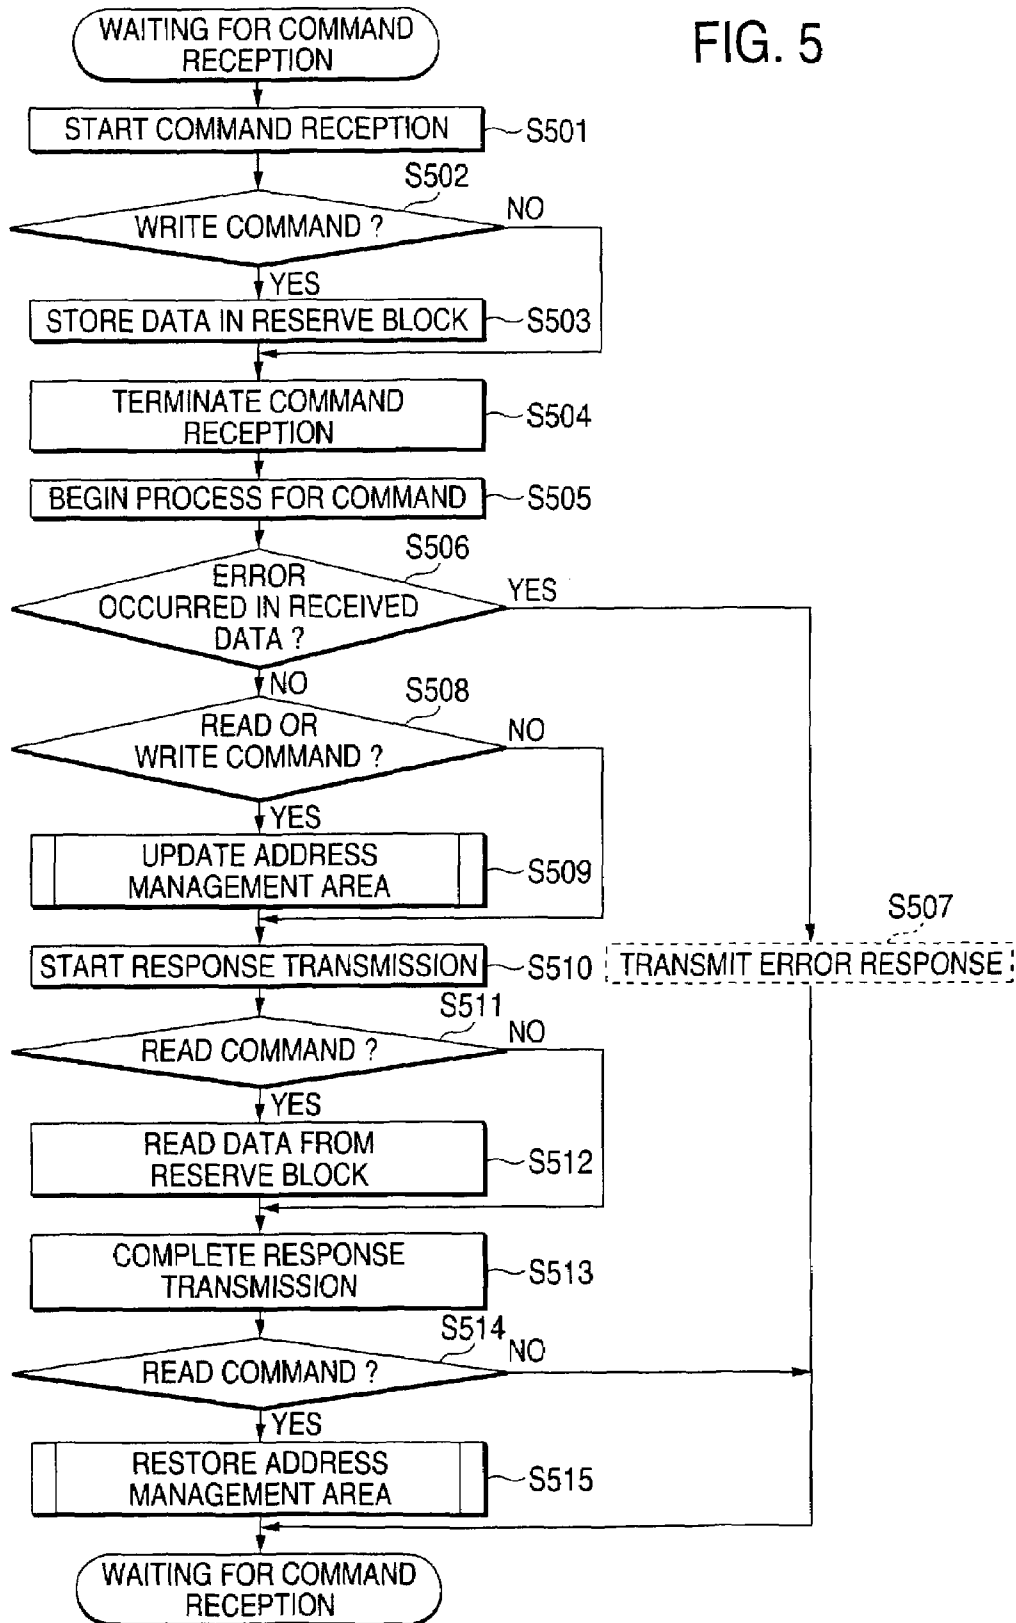 FIG. 5
WAITING FOR COMMAND
RECEPTION
START COMMAND RECEPTION
S501
S502
WRITE COMMAND ?
NO
YES
STORE DATA IN RESERVE BLOCK
S503
TERMINATE COMMAND
RECEPTION
S504
BEGIN PROCESS FOR COMMAND
S505
S506
ERROR
OCCURRED IN RECEIVED
DATA ?
YES
NO
S508
READ OR
WRITE COMMAND ?
NO
YES
UPDATE ADDRESS
MANAGEMENT AREA
S509
S507
TRANSMIT ERROR RESPONSE
START RESPONSE TRANSMISSION
S510
S511
READ COMMAND ?
NO
YES
READ DATA FROM
RESERVE BLOCK
S512
COMPLETE RESPONSE
TRANSMISSION
S513
S514
READ COMMAND ?
NO
YES
RESTORE ADDRESS
MANAGEMENT AREA
S515
WAITING FOR COMMAND
RECEPTION